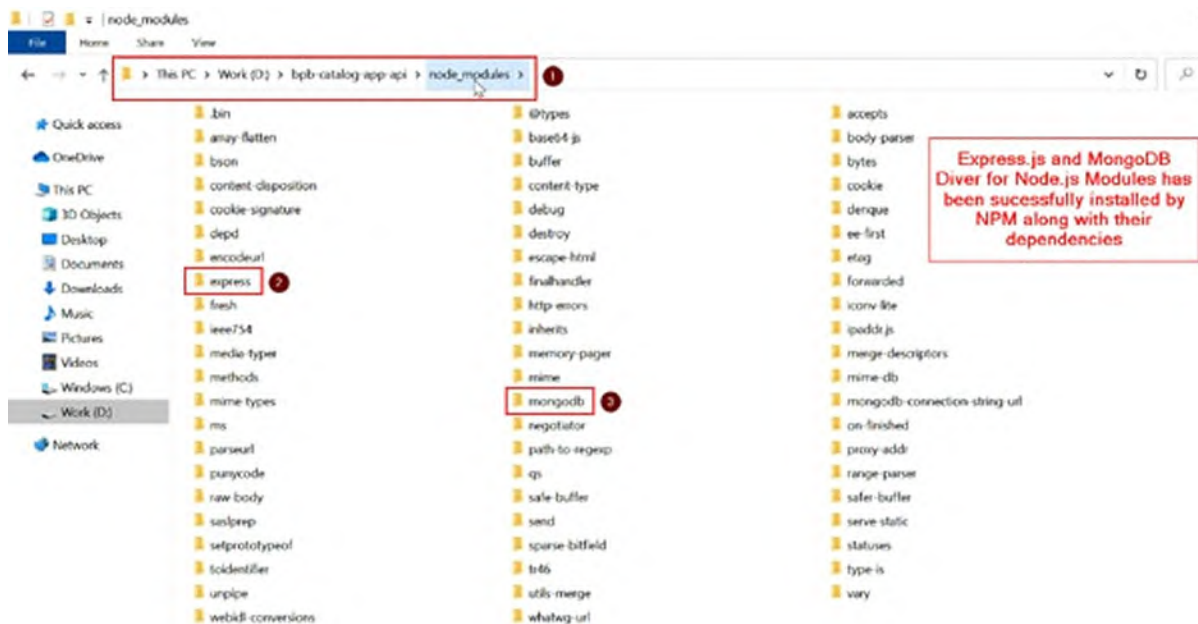 node_modules
File Home Share View
This PC > Work (D:) > bpb-catalog-app-api > node_modules > 1
Quick access
OneDrive
This PC
3D Objects
Desktop
Documents
Downloads
Music
Pictures
Videos
Windows (C:)
Work (D:)
Network
.bin @types accepts
array-flatten base64-js body-parser
bson buffer bytes
content-disposition content-type cookie
cookie-signature debug denque
depd destroy ee-first
encodeurl escape-html etag
express 2 finalhandler forwarded
fresh http-errors iconv-lite
ieee754 inherits ipaddr.js
media-typer memory-pager merge-descriptors
methods mime mime-db
mime-types mongodb 3 mongodb-connection-string-url
ms negotiator on-finished
parseurl path-to-regexp proxy-addr
punycode qs range-parser
raw-body safe-buffer safer-buffer
saslprep send serve-static
setprototypeof sparse-bitfield statuses
toidentifier tr46 type-is
unpipe utils-merge vary
webidl-conversions whatwg-url
Express.js and MongoDB
Diver for Node.js Modules has
been sucessfully installed by
NPM along with their
dependencies